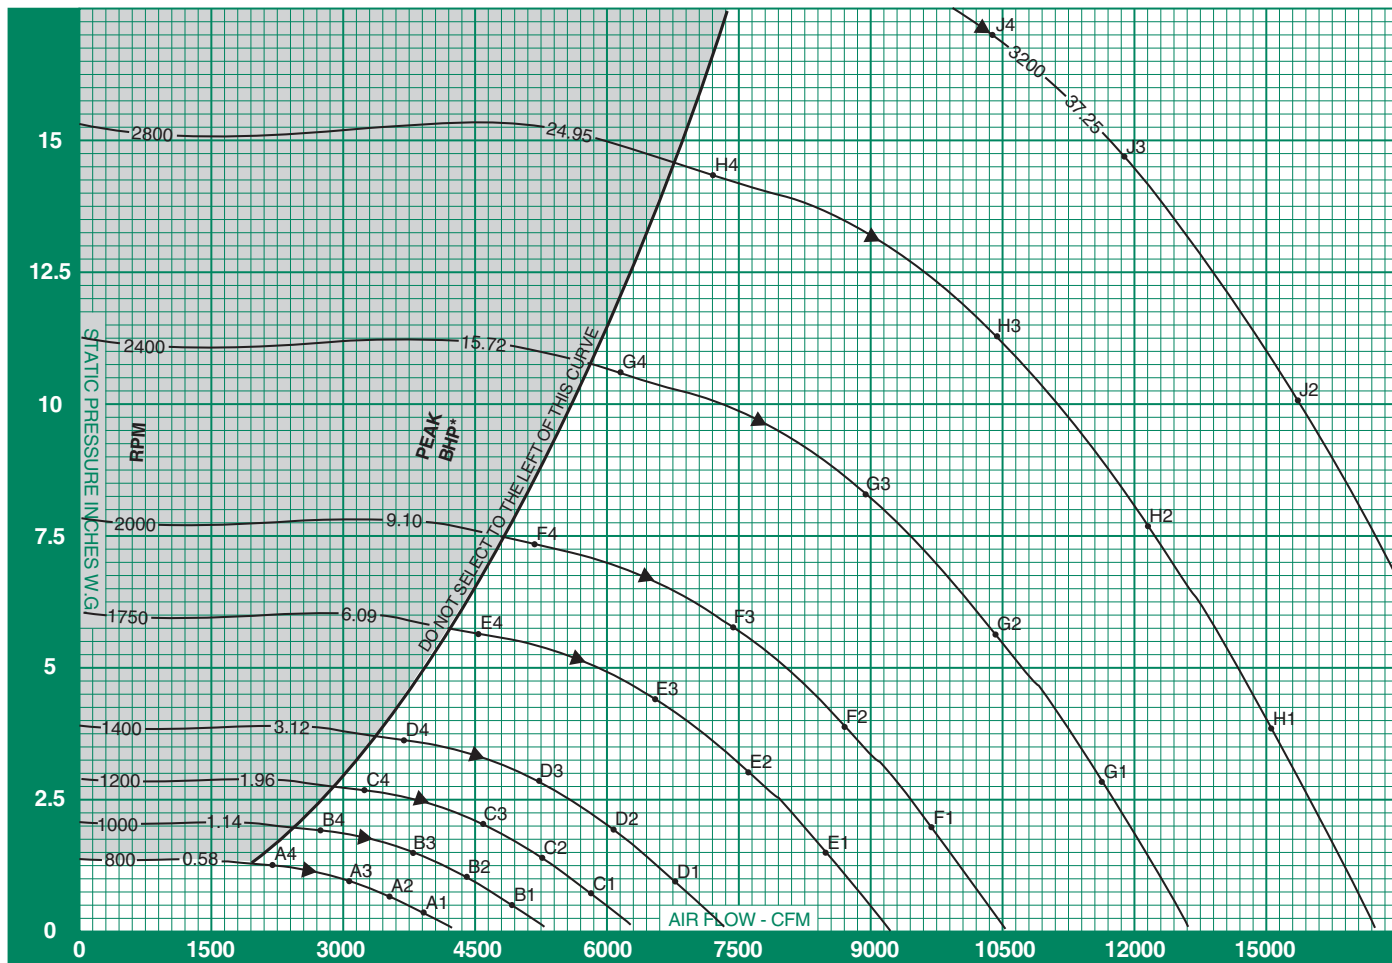 J4
3200
37.25
15
2800
24.95
J3
H4
12.5
H3
STATIC PRESSURE INCHES W.G
2400
15.72
G4
J2
10
RPM
PEAK
BHP*
DO NOT SELECT TO THE LEFT OF THIS CURVE
G3
7.5
2000
9.10
F4
H2
1750
6.09
E4
F3
G2
5
E3
1400
3.12
D4
F2
H1
1200
1.96
C4
D3
E2
G1
2.5
1000
1.14
B4
C3
D2
F1
800
0.58
A4
B3
C2
E1
A3
B2
D1
A2
B1
C1
A1
0
AIR FLOW - CFM
0 1500 3000 4500 6000 7500 9000 10500 12000 15000